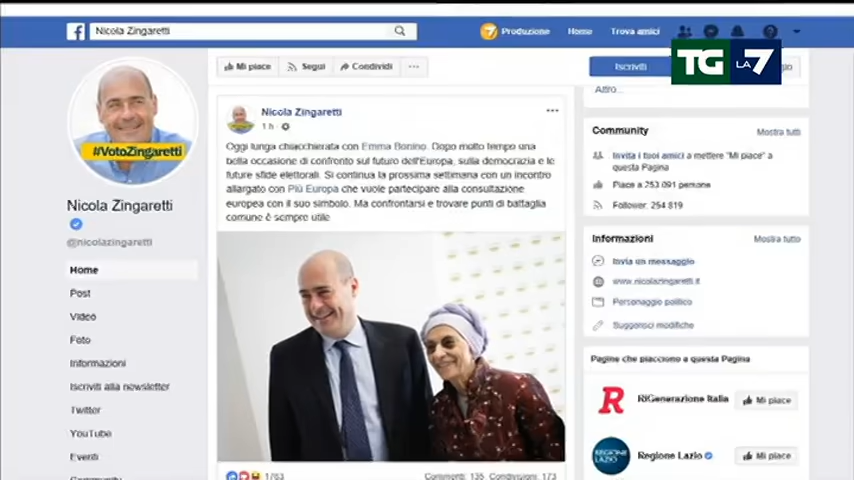 Nicola Zingaretti
Produzione
Home
Trova amici
TG LA 7
#VotoZingaretti
Nicola Zingaretti
@nicolazingaretti
Home
Post
Video
Foto
Informazioni
Iscriviti alla newsletter
Twitter
YouTube
Eventi
Community
Mi piace
Segui
Condividi
Nicola Zingaretti
1 h
Oggi lunga chiacchierata con Emma Bonino. Dopo molto tempo una
bella occasione di confronto sul futuro dell'Europa, sulla democrazia e le
future sfide elettorali. Si continua la prossima settimana con un incontro
allargato con Più Europa che vuole partecipare alla consultazione
europea con il suo simbolo. Ma confrontarsi e trovare punti di battaglia
comune è sempre utile
1763
Commenti: 135 Condivisioni: 173
Iscriviti
Altro...
Community
Mostra tutti
Invita i tuoi amici a mettere "Mi piace" a
questa Pagina
Piace a 253 091 persone
Follower: 254 819
Informazioni
Mostra tutto
Invia un messaggio
www.nicolazingaretti.it
Personaggio politico
Suggerisci modifiche
Pagine che piacciono a questa Pagina
R
RiGenerazione Italia
Mi piace
REGIONE LAZIO
Regione Lazio
Mi piace